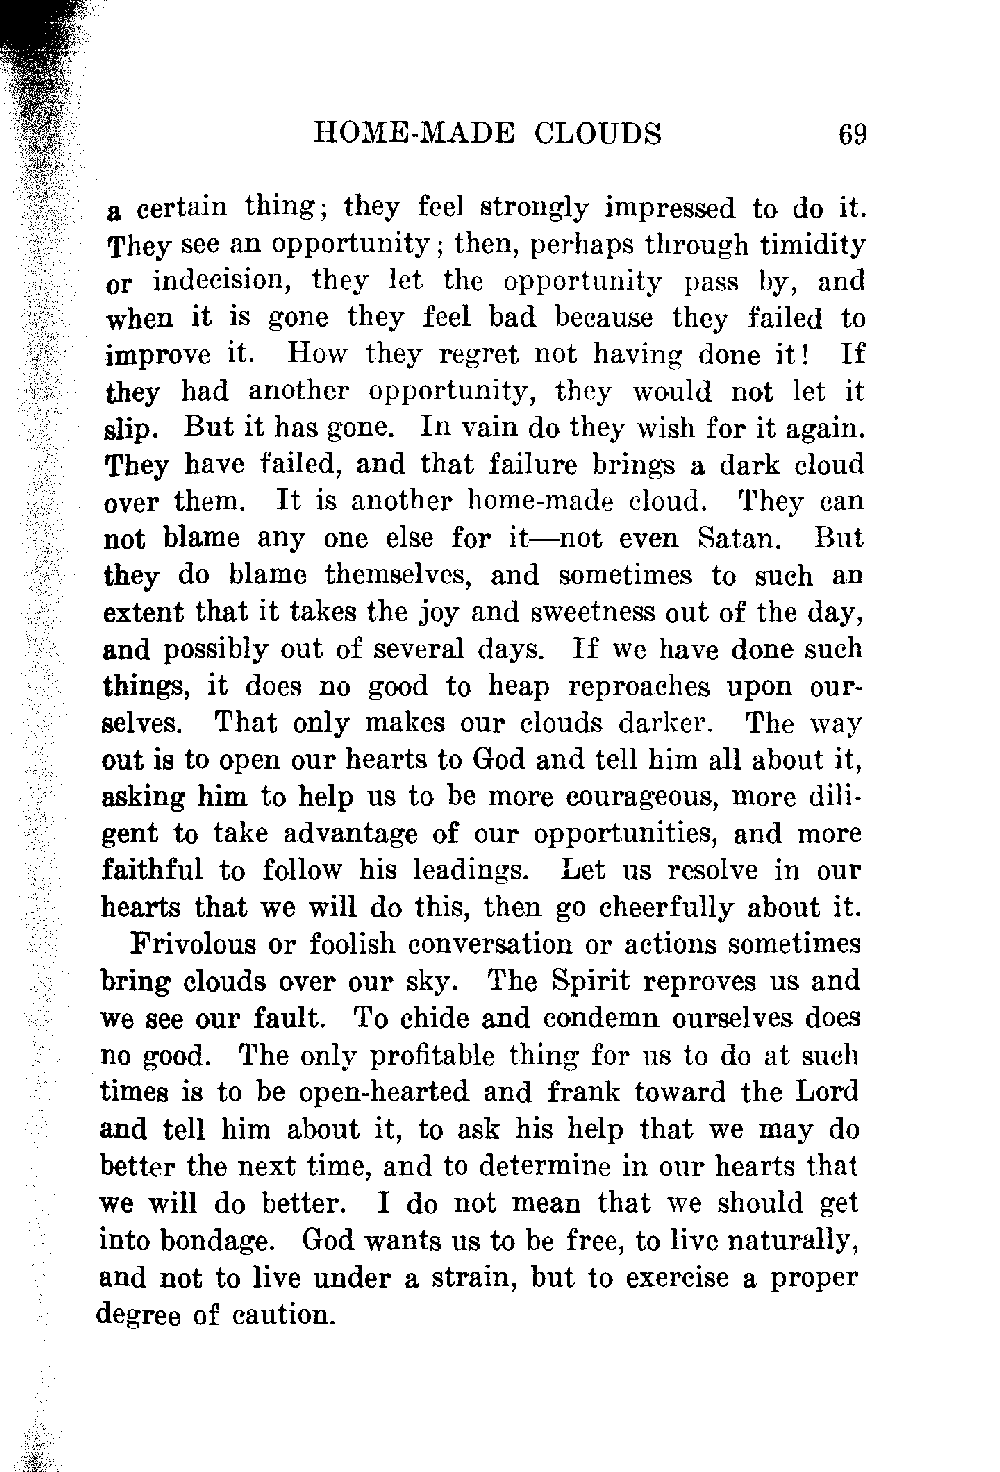 HOME-MADE CLOUDS 69
a certain thing; they feel strongly impressed to do it.
They see an opportunity; then, perhaps through timidity
or indecision, they let the opportunity pass by, and
when it is gone they feel bad because they failed to
improve it. How they regret not having done it! If
they had another opportunity, they would not let it
slip. But it has gone. In vain do they wish for it again.
They have failed, and that failure brings a dark cloud
over them. It is another home-made cloud. They can
not blame any one else for it—not even Satan. But
they do blame themselves, and sometimes to such an
extent that it takes the joy and sweetness out of the day,
and possibly out of several days. If we have done such
things, it does no good to heap reproaches upon our-
selves. That only makes our clouds darker. The way
out is to open our hearts to God and tell him all about it,
asking him to help us to be more courageous, more dili-
gent to take advantage of our opportunities, and more
faithful to follow his leadings. Let us resolve in our
hearts that we will do this, then go cheerfully about it.
Frivolous or foolish conversation or actions sometimes
bring clouds over our sky. The Spirit reproves us and
we see our fault. To chide and condemn ourselves does
no good. The only profitable thing for us to do at such
times is to be open-hearted and frank toward the Lord
and tell him about it, to ask his help that we may do
better the next time, and to determine in our hearts that
we will do better. I do not mean that we should get
into bondage. God wants us to be free, to live naturally,
and not to live under a strain, but to exercise a proper
degree of caution.